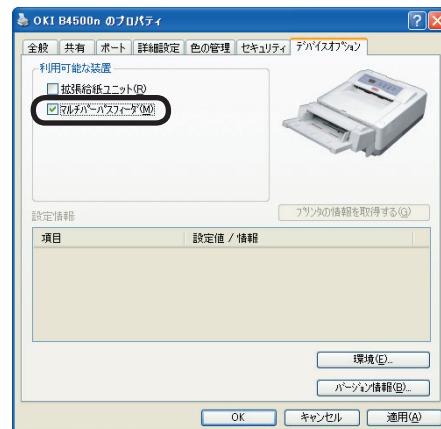 OKI B4500n のプロパティ
全般 共有 ポート 詳細設定 色の管理 セキュリティ ﾃﾞﾊﾞｲｽｵﾌﾟｼｮﾝ
利用可能な装置
拡張給紙ユニット(R)
ﾏﾙﾁﾊﾟｰﾊﾟｽﾌｨｰﾀﾞ(M)
設定情報
ﾌﾟﾘﾝﾀの情報を取得する(G)
項目 設定値 / 情報
環境(E)...
ﾊﾞｰｼﾞｮﾝ情報(B)...
OK キャンセル 適用(A)